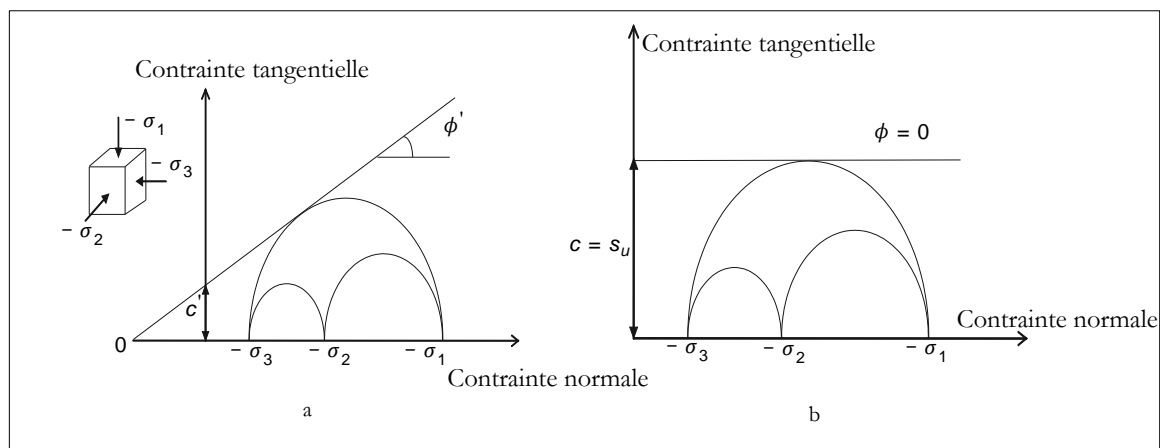 Contrainte tangentielle
ϕ'
− σ₁
− σ₃
− σ₂
c'
0
− σ₃
− σ₂
− σ₁
Contrainte normale
a
Contrainte tangentielle
ϕ = 0
c = sᵤ
Contrainte normale
− σ₃
− σ₂
− σ₁
b